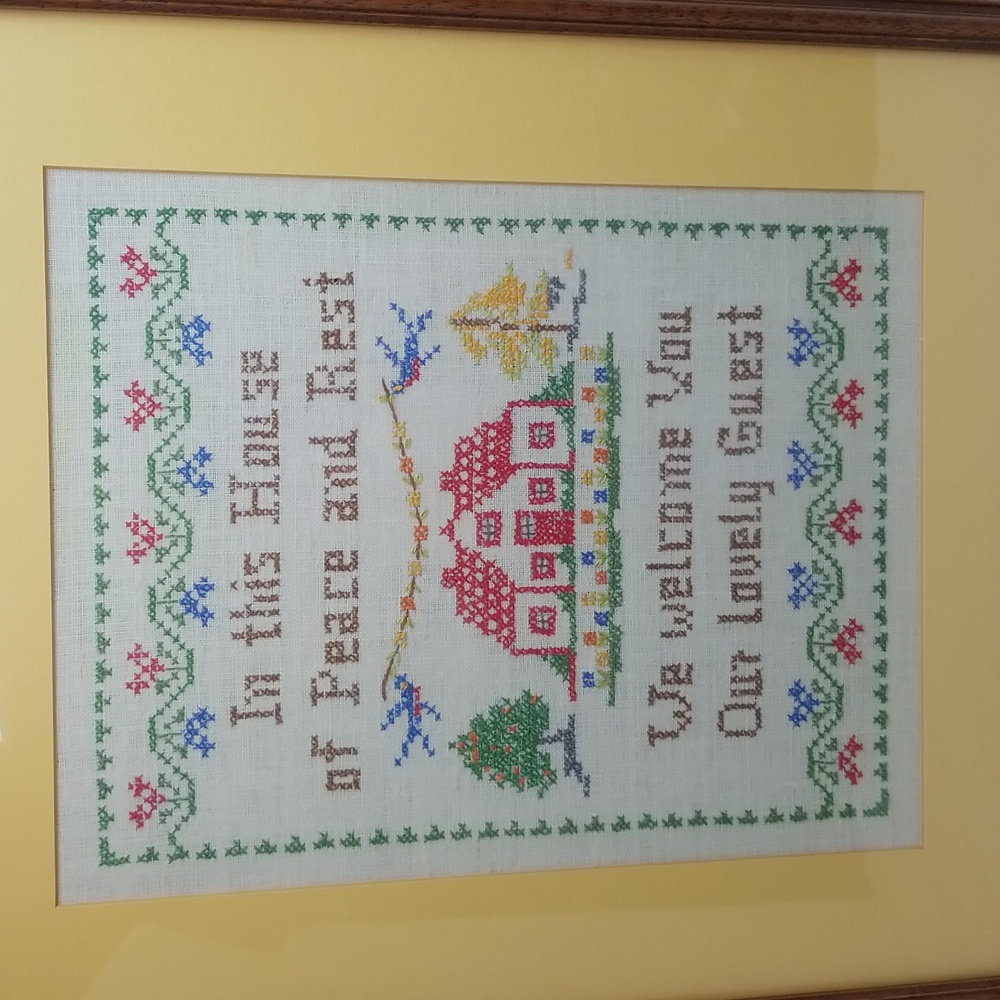 In this House
of Peace and Rest
We welcome You
Our Lovely Guest